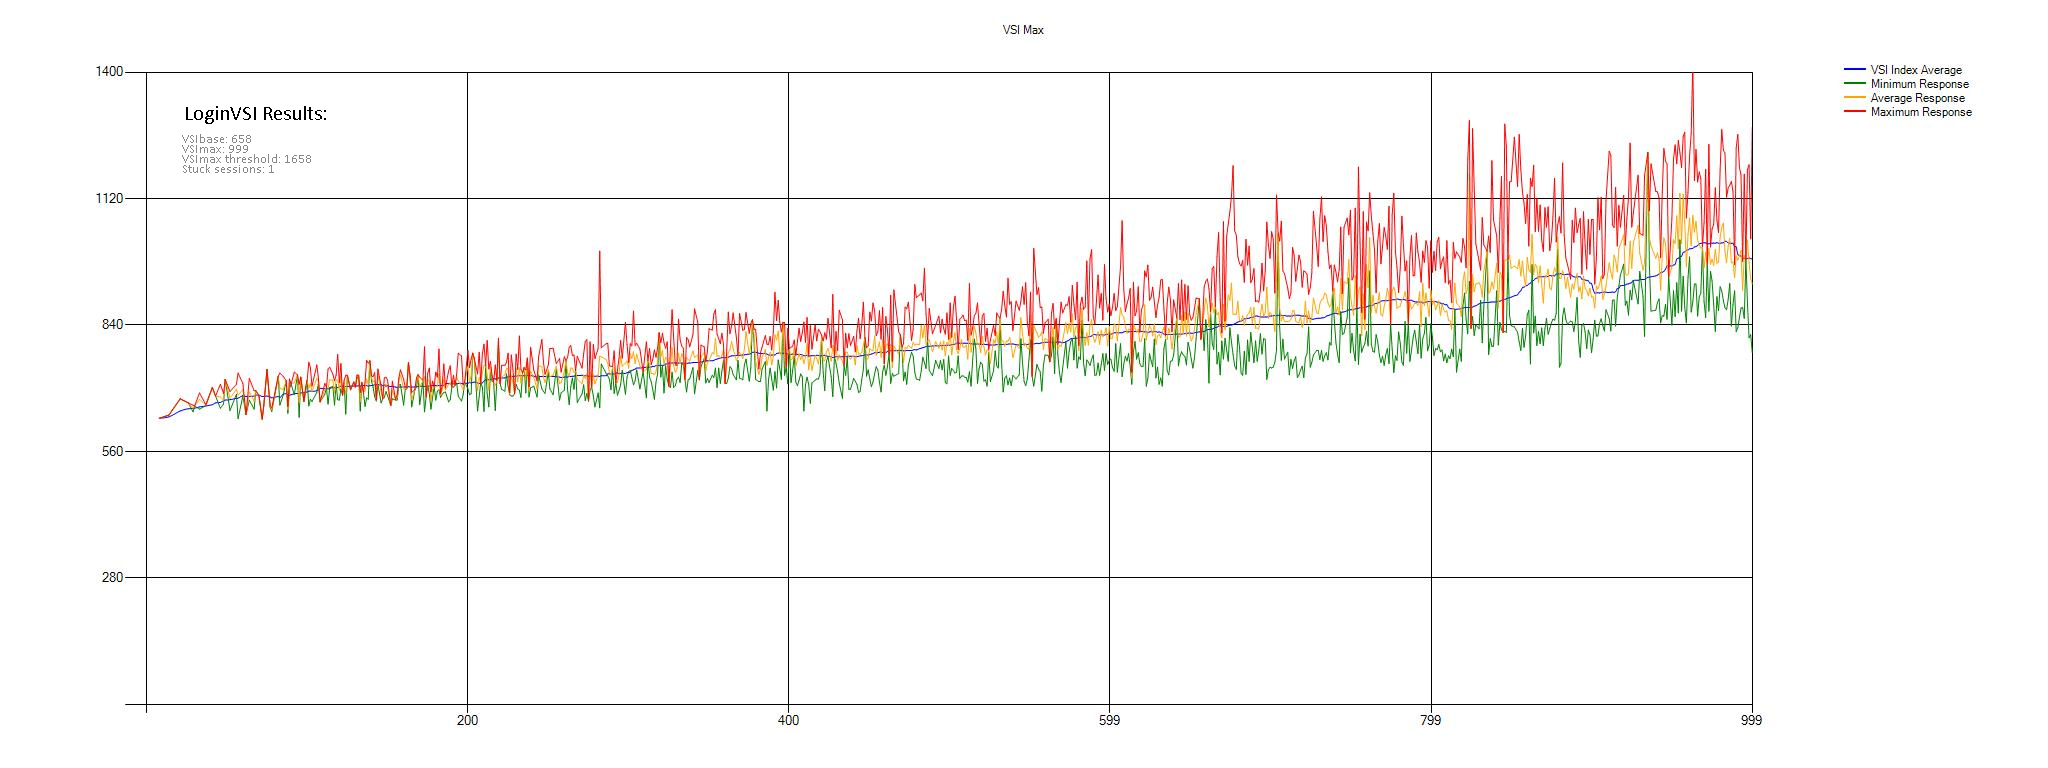 VSI Max
1400
1120
840
560
280
200
400
599
799
999
LoginVSI Results:
VSIbase: 658
VSImax: 999
VSImax threshold: 1658
Stuck sessions: 1
VSI Index Average
Minimum Response
Average Response
Maximum Response